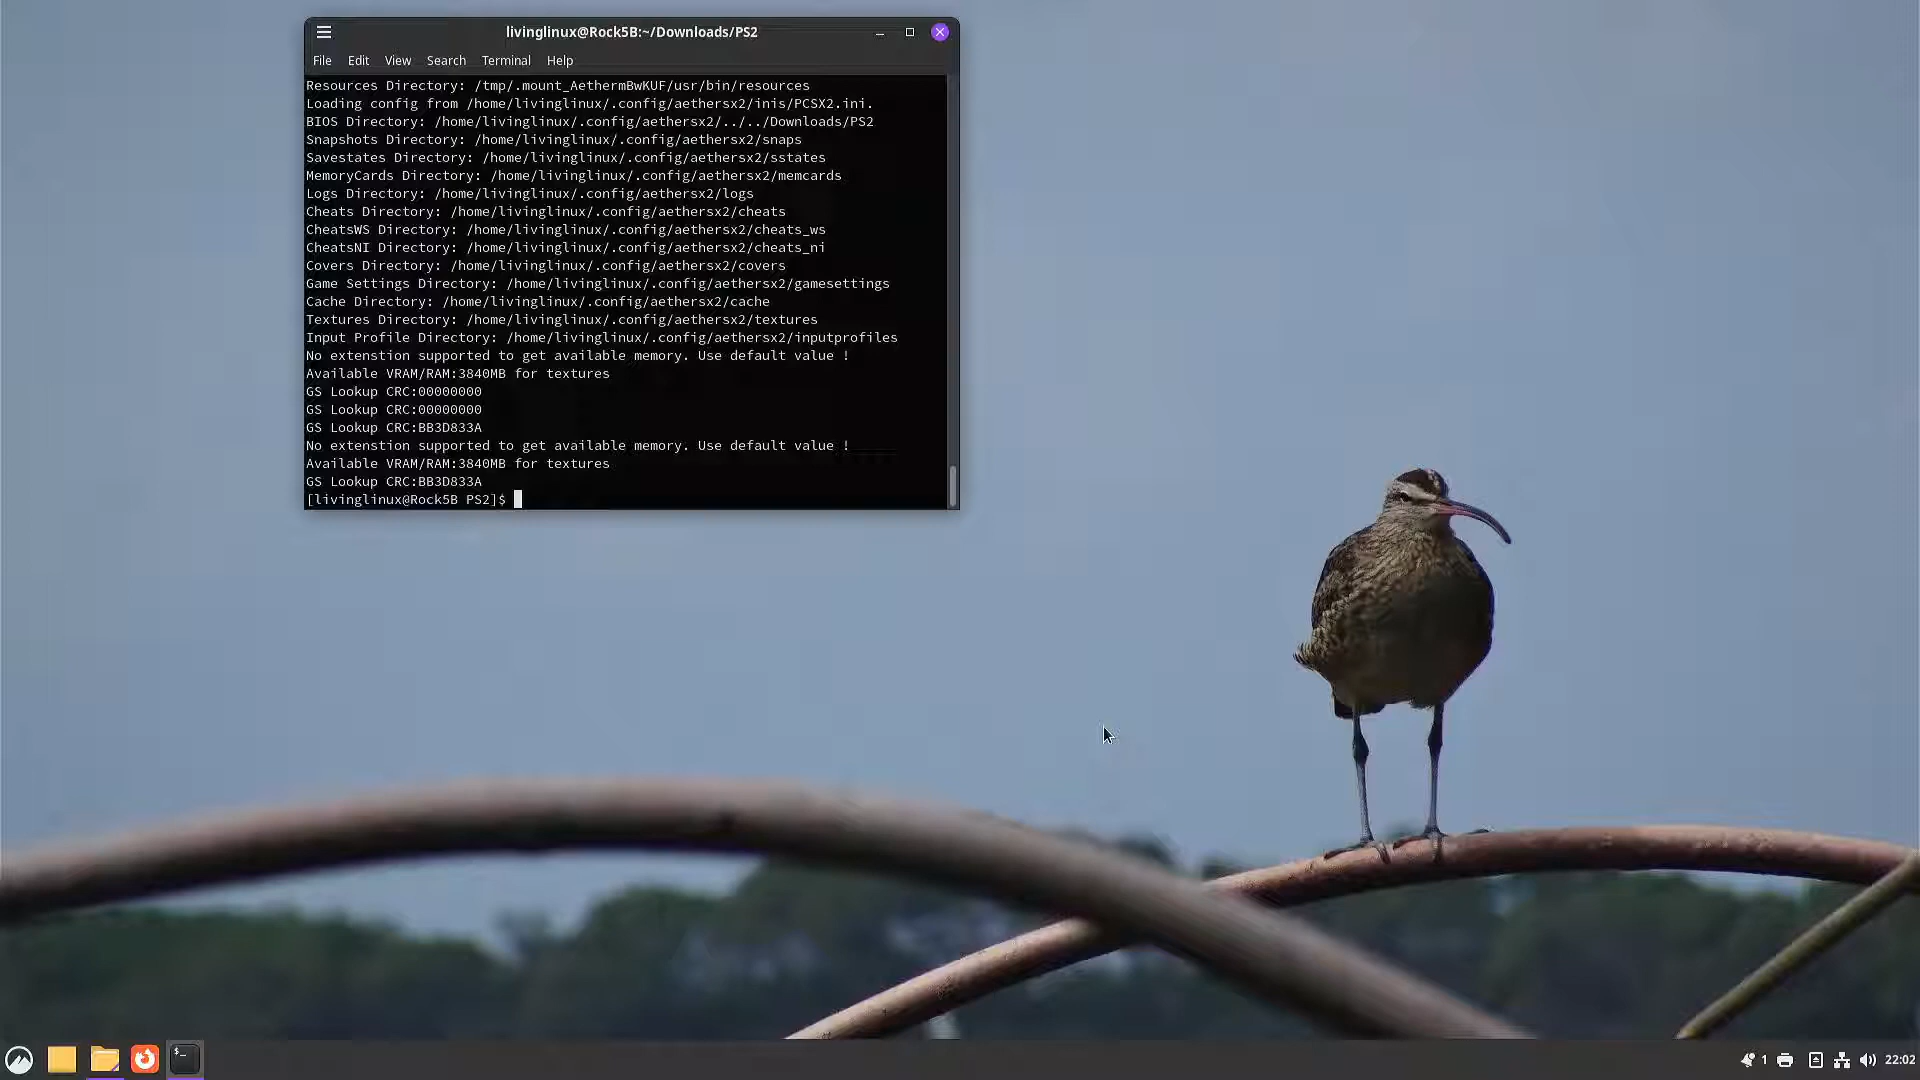 livinglinux@Rock5B:~/Downloads/PS2
File Edit View Search Terminal Help
Resources Directory: /tmp/.mount_AethermBwKUF/usr/bin/resources
Loading config from /home/livinglinux/.config/aethersx2/inis/PCSX2.ini.
BIOS Directory: /home/livinglinux/.config/aethersx2/../../Downloads/PS2
Snapshots Directory: /home/livinglinux/.config/aethersx2/snaps
Savestates Directory: /home/livinglinux/.config/aethersx2/sstates
MemoryCards Directory: /home/livinglinux/.config/aethersx2/memcards
Logs Directory: /home/livinglinux/.config/aethersx2/logs
Cheats Directory: /home/livinglinux/.config/aethersx2/cheats
CheatsWS Directory: /home/livinglinux/.config/aethersx2/cheats_ws
CheatsNI Directory: /home/livinglinux/.config/aethersx2/cheats_ni
Covers Directory: /home/livinglinux/.config/aethersx2/covers
Game Settings Directory: /home/livinglinux/.config/aethersx2/gamesettings
Cache Directory: /home/livinglinux/.config/aethersx2/cache
Textures Directory: /home/livinglinux/.config/aethersx2/textures
Input Profile Directory: /home/livinglinux/.config/aethersx2/inputprofiles
No extenstion supported to get available memory. Use default value !
Available VRAM/RAM:3840MB for textures
GS Lookup CRC:00000000
GS Lookup CRC:00000000
GS Lookup CRC:BB3D833A
No extenstion supported to get available memory. Use default value !
Available VRAM/RAM:3840MB for textures
GS Lookup CRC:BB3D833A
[livinglinux@Rock5B PS2]$
$-
1
22:02